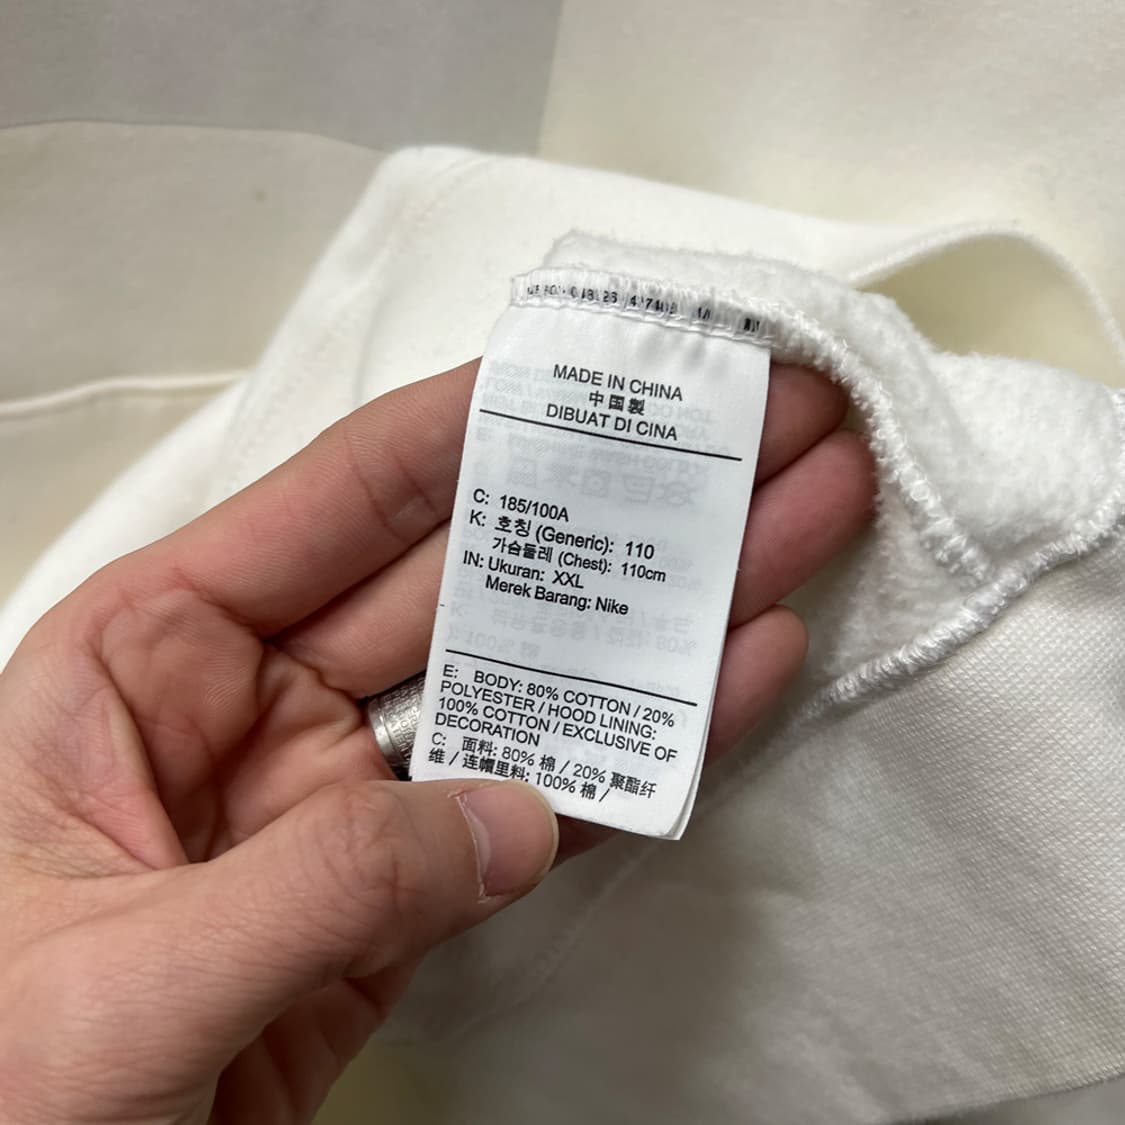 MADE IN CHINA
中国製
DIBUAT DI CINA
C: 185/100A
K: 호칭 (Generic): 110
가슴둘레 (Chest): 110cm
IN: Ukuran: XXL
Merek Barang: Nike
E: BODY: 80% COTTON / 20%
POLYESTER / HOOD LINING:
100% COTTON / EXCLUSIVE OF
DECORATION
C: 面料: 80% 棉 / 20% 聚酯纤
维 / 连帽里料: 100% 棉 /